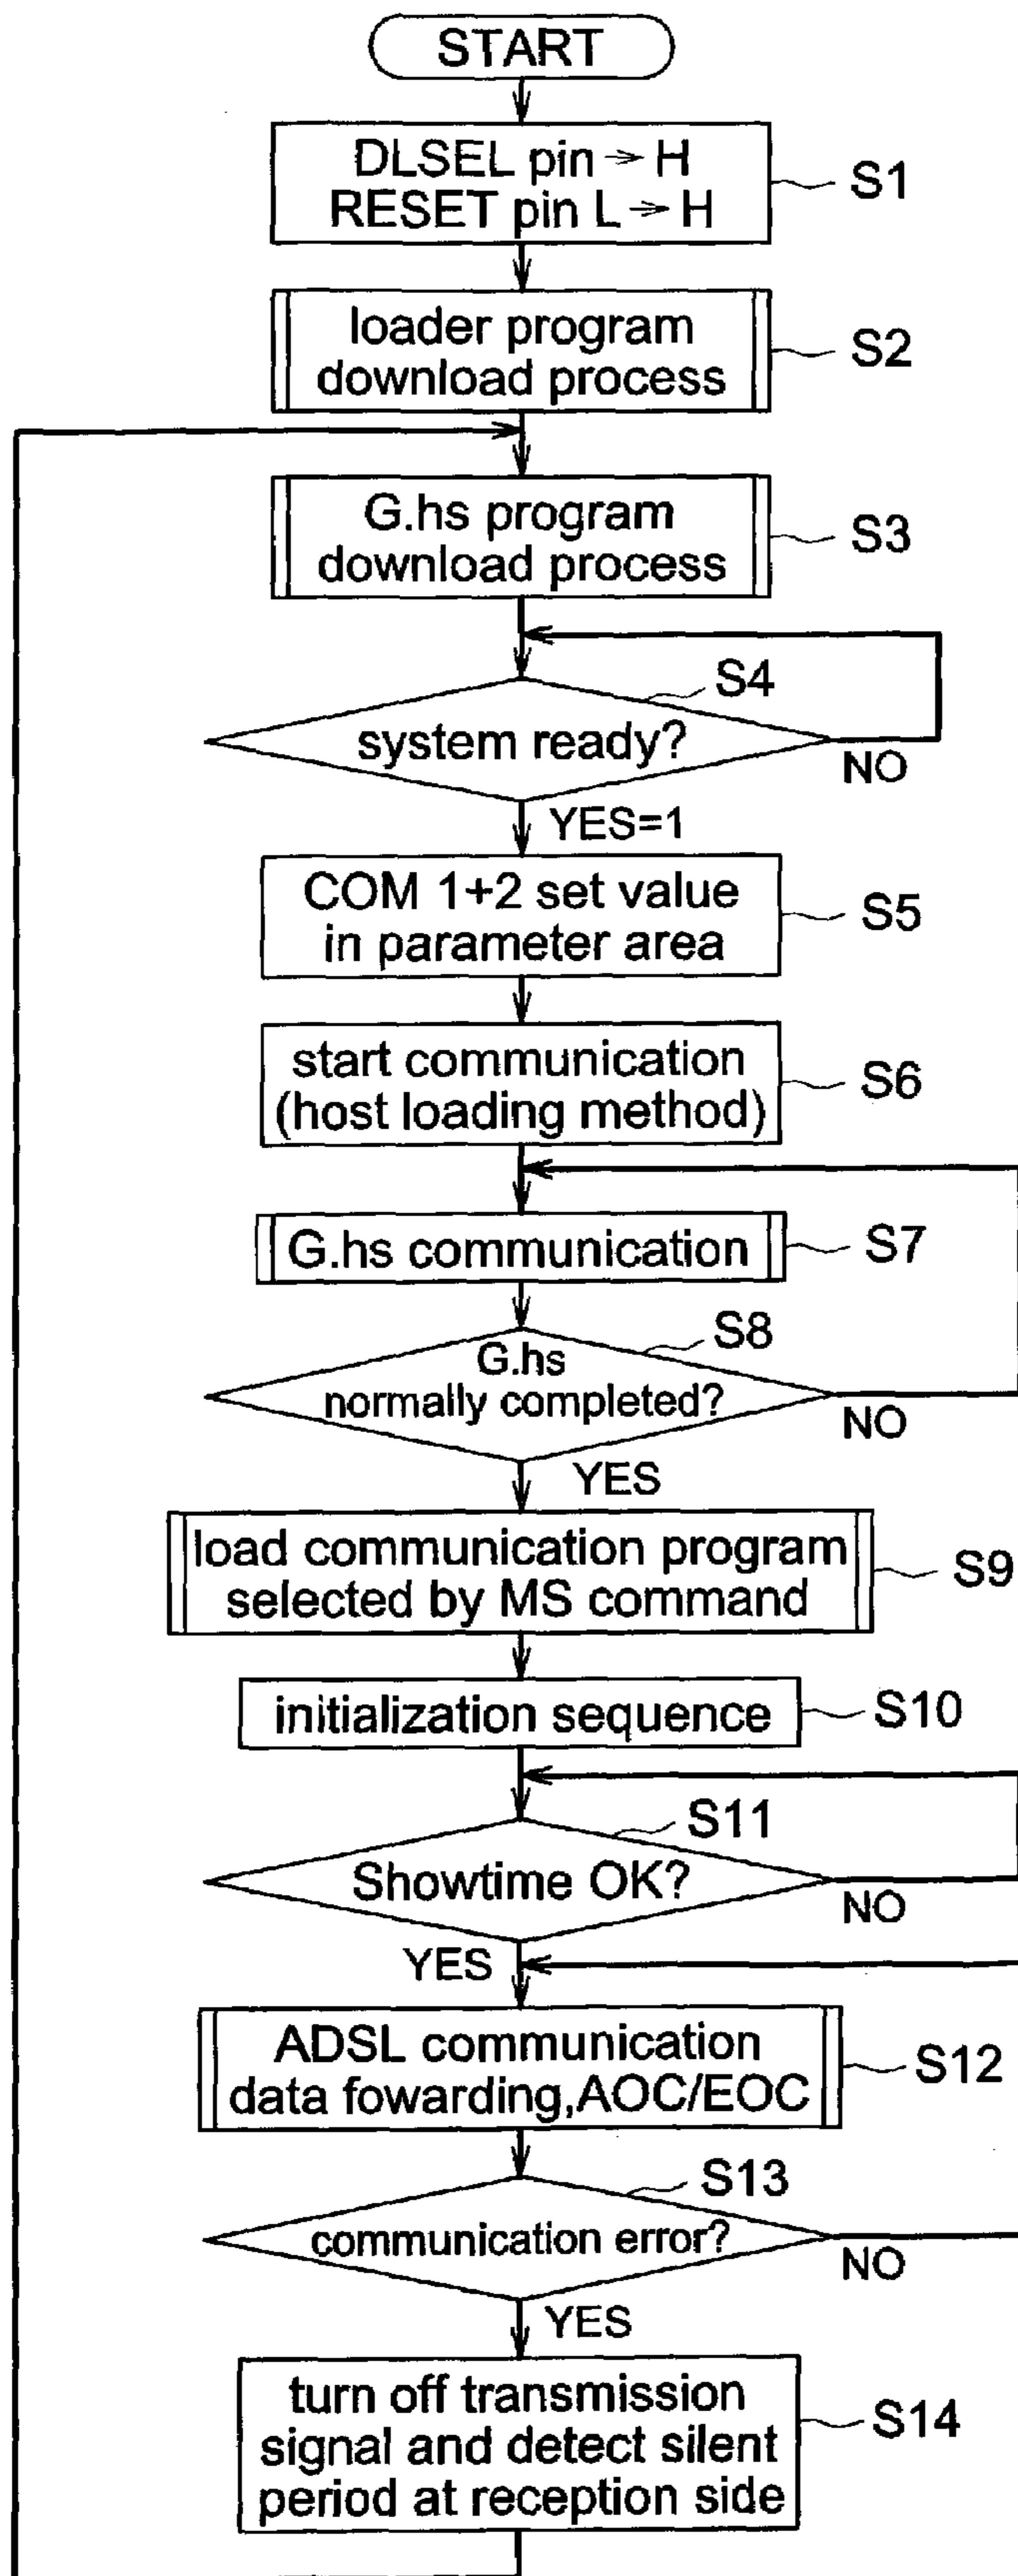 START
DLSEL pin → H
RESET pin L → H
S1
loader program
download process
S2
G.hs program
download process
S3
S4
system ready?
NO
YES=1
COM 1+2 set value
in parameter area
S5
start communication
(host loading method)
S6
G.hs communication
S7
S8
G.hs
normally completed?
NO
YES
load communication program
selected by MS command
S9
initialization sequence
S10
S11
Showtime OK?
NO
YES
ADSL communication
data fowarding,AOC/EOC
S12
S13
communication error?
NO
YES
turn off transmission
signal and detect silent
period at reception side
S14